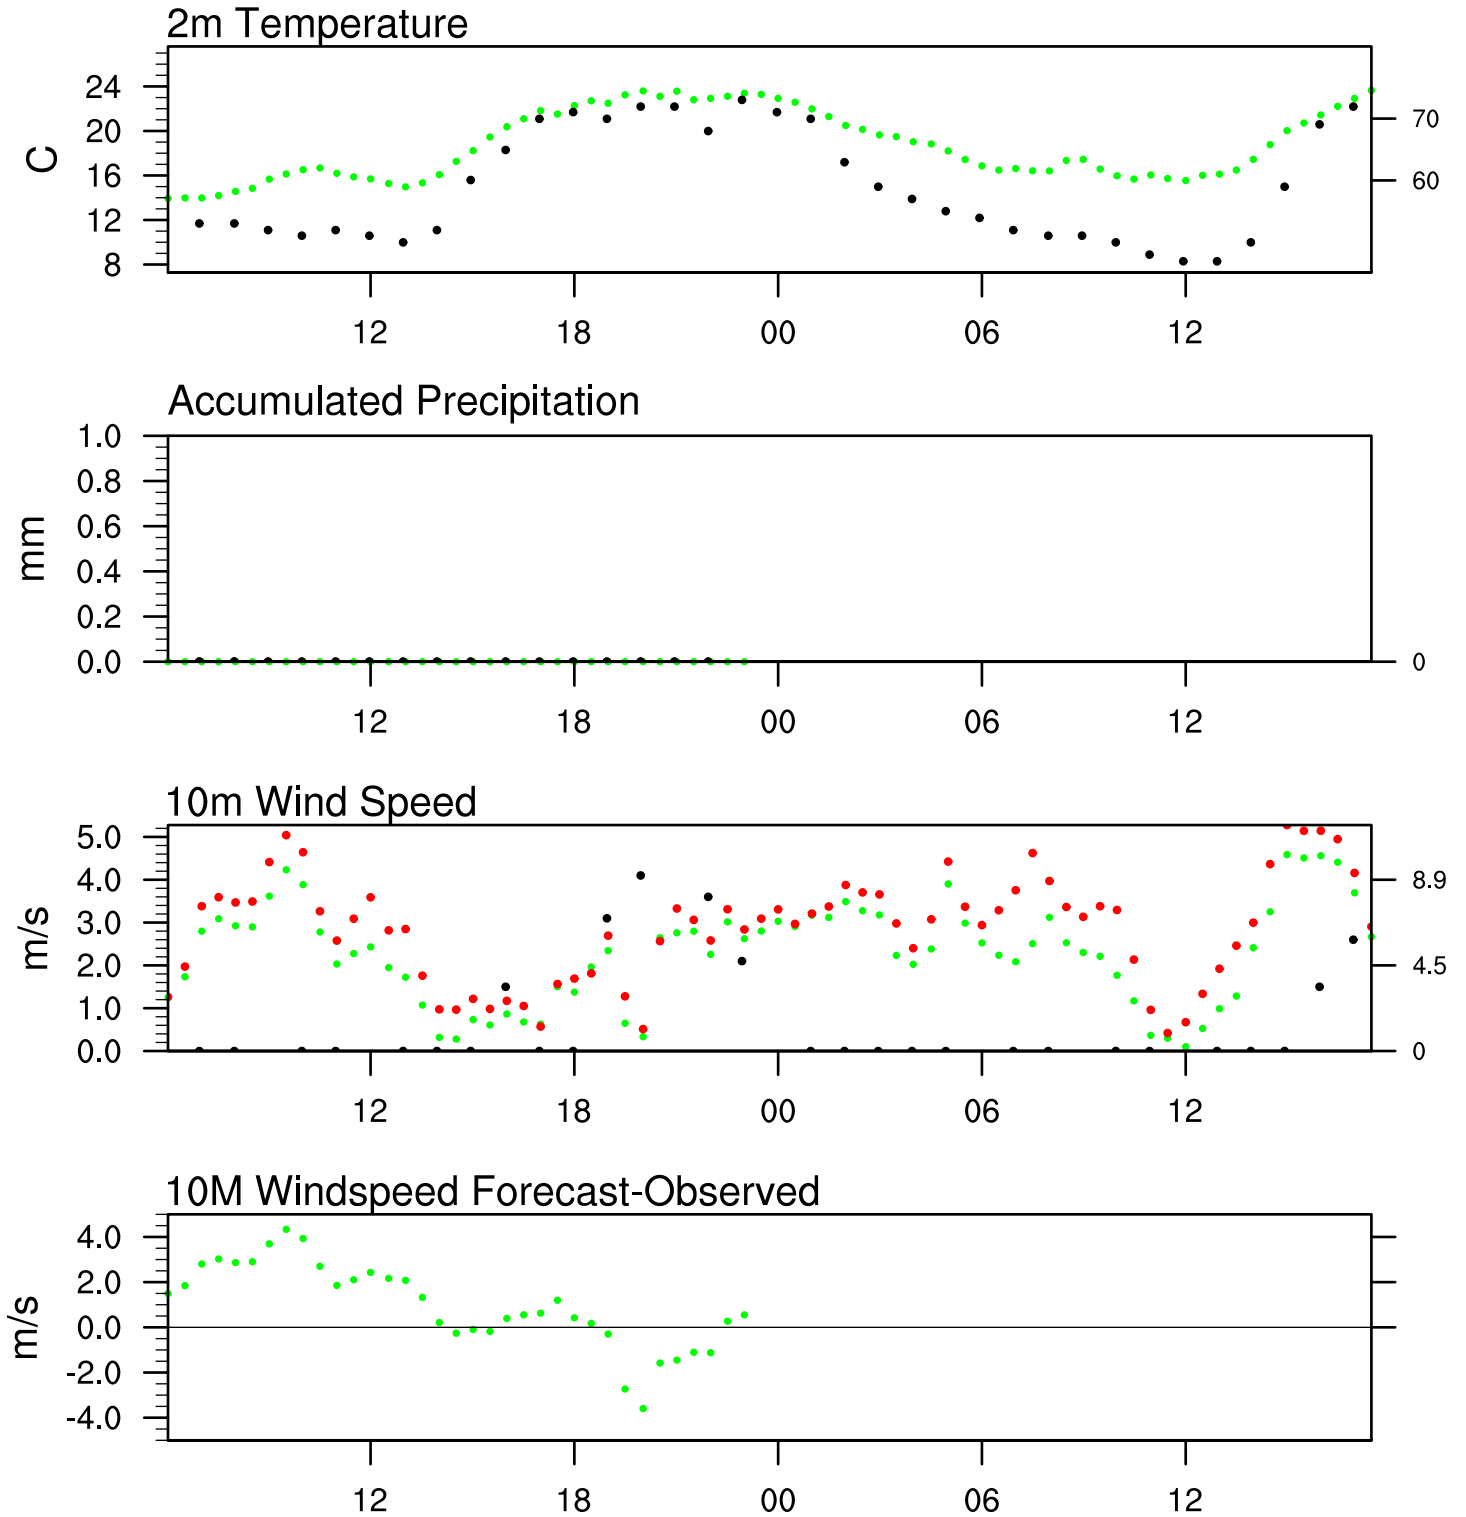 2m Temperature
24
20
16
12
8
C
70
60
12 18 00 06 12
Accumulated Precipitation
1.0
0.8
0.6
0.4
0.2
0.0
mm
0
12 18 00 06 12
10m Wind Speed
5.0
4.0
3.0
2.0
1.0
0.0
m/s
8.9
4.5
0
12 18 00 06 12
10M Windspeed Forecast-Observed
4.0
2.0
0.0
-2.0
-4.0
m/s
12 18 00 06 12